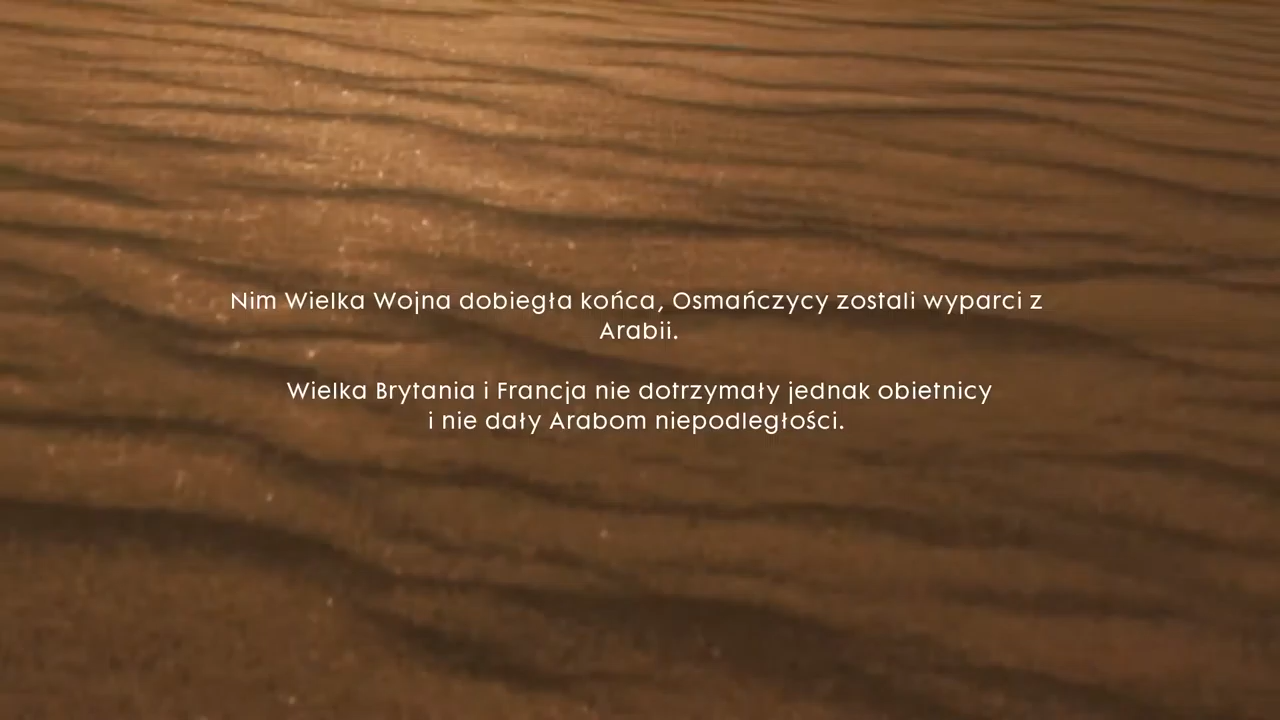 Nim Wielka Wojna dobiegła końca, Osmańczycy zostali wyparci z
Arabii.
Wielka Brytania i Francja nie dotrzymały jednak obietnicy
i nie dały Arabom niepodległości.